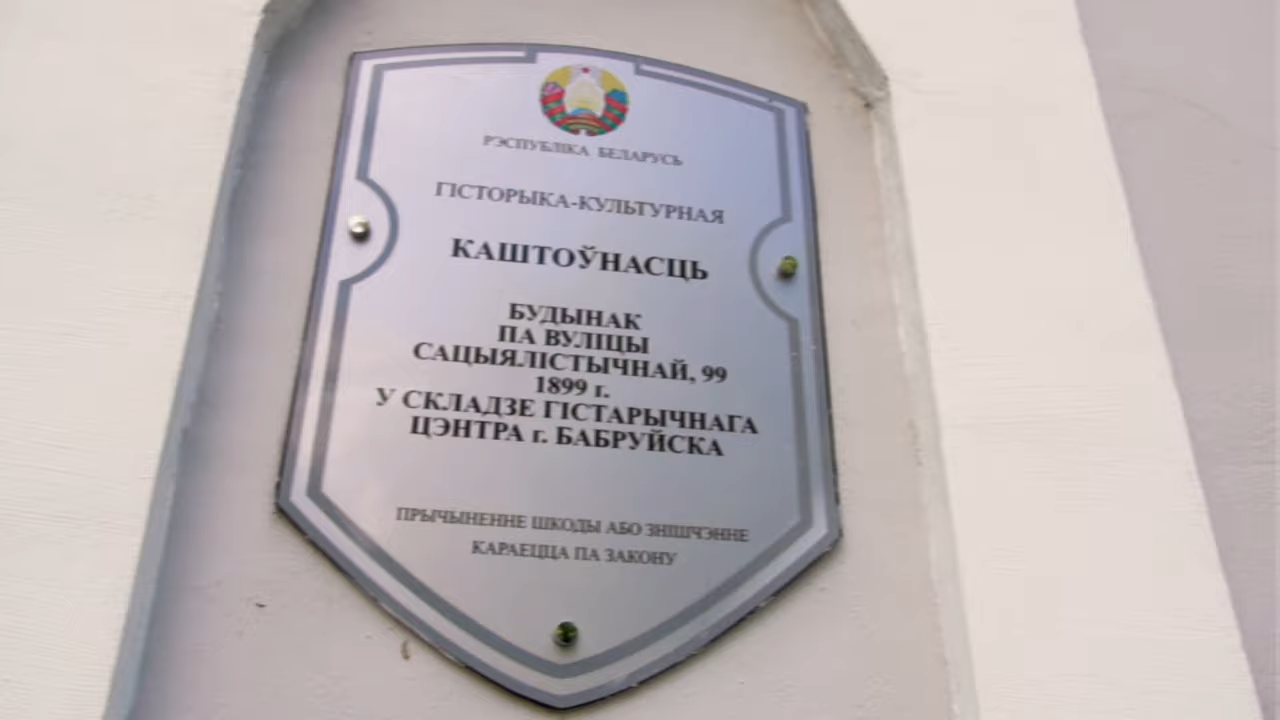 РЭСПУБЛІКА БЕЛАРУСЬ
ГІСТОРЫКА-КУЛЬТУРНАЯ
КАШТОЎНАСЦЬ
БУДЫНАК
ПА ВУЛІЦЫ
САЦЫЯЛІСТЫЧНАЙ, 99
1899 г.
У СКЛАДЗЕ ГІСТАРЫЧНАГА
ЦЭНТРА г. БАБРУЙСКА
ПРЫЧЫНЕННЕ ШКОДЫ АБО ЗНІШЧЭННЕ
КАРАЕЦЦА ПА ЗАКОНУ